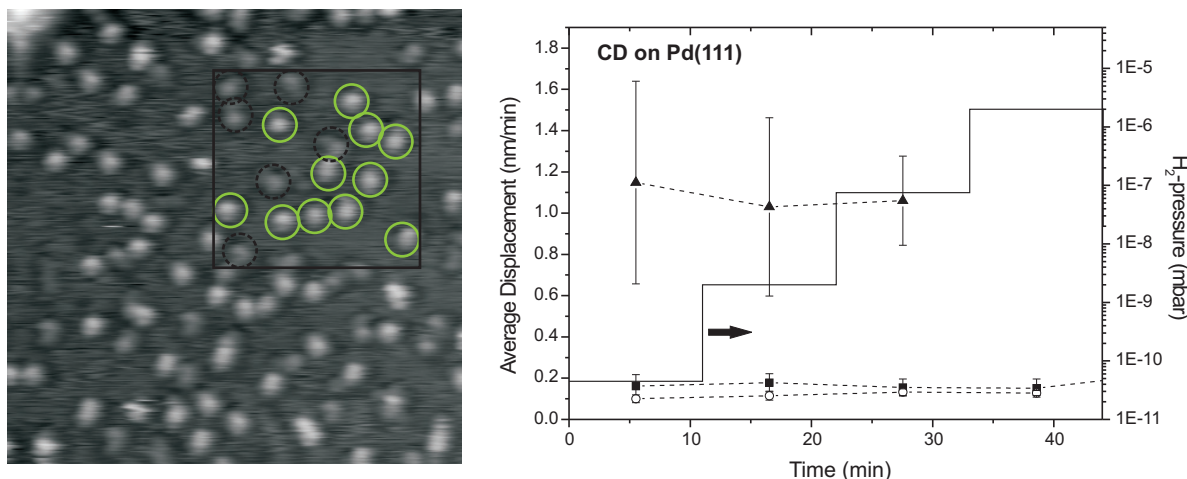 CD on Pd(111)
Average Displacement (nm/min)
1.8
1.6
1.4
1.2
1.0
0.8
0.6
0.4
0.2
0.0
0
10
20
30
40
Time (min)
1E-5
1E-6
1E-7
1E-8
1E-9
1E-10
1E-11
H₂-pressure (mbar)